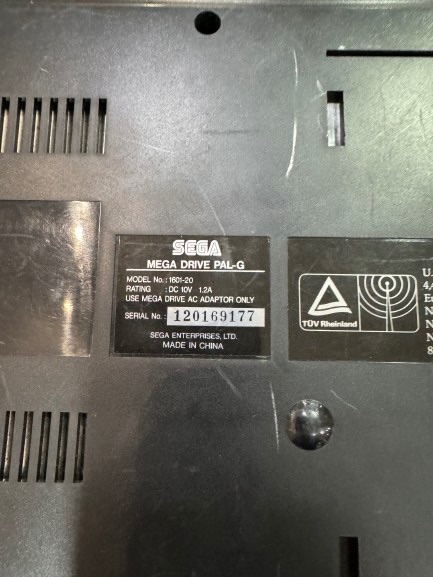 SEGA
MEGA DRIVE PAL-G
MODEL No. : 1601-20
RATING : DC 10V 1.2A
USE MEGA DRIVE AC ADAPTOR ONLY
SERIAL No. : 120169177
SEGA ENTERPRISES, LTD.
MADE IN CHINA
TÜV Rheinland